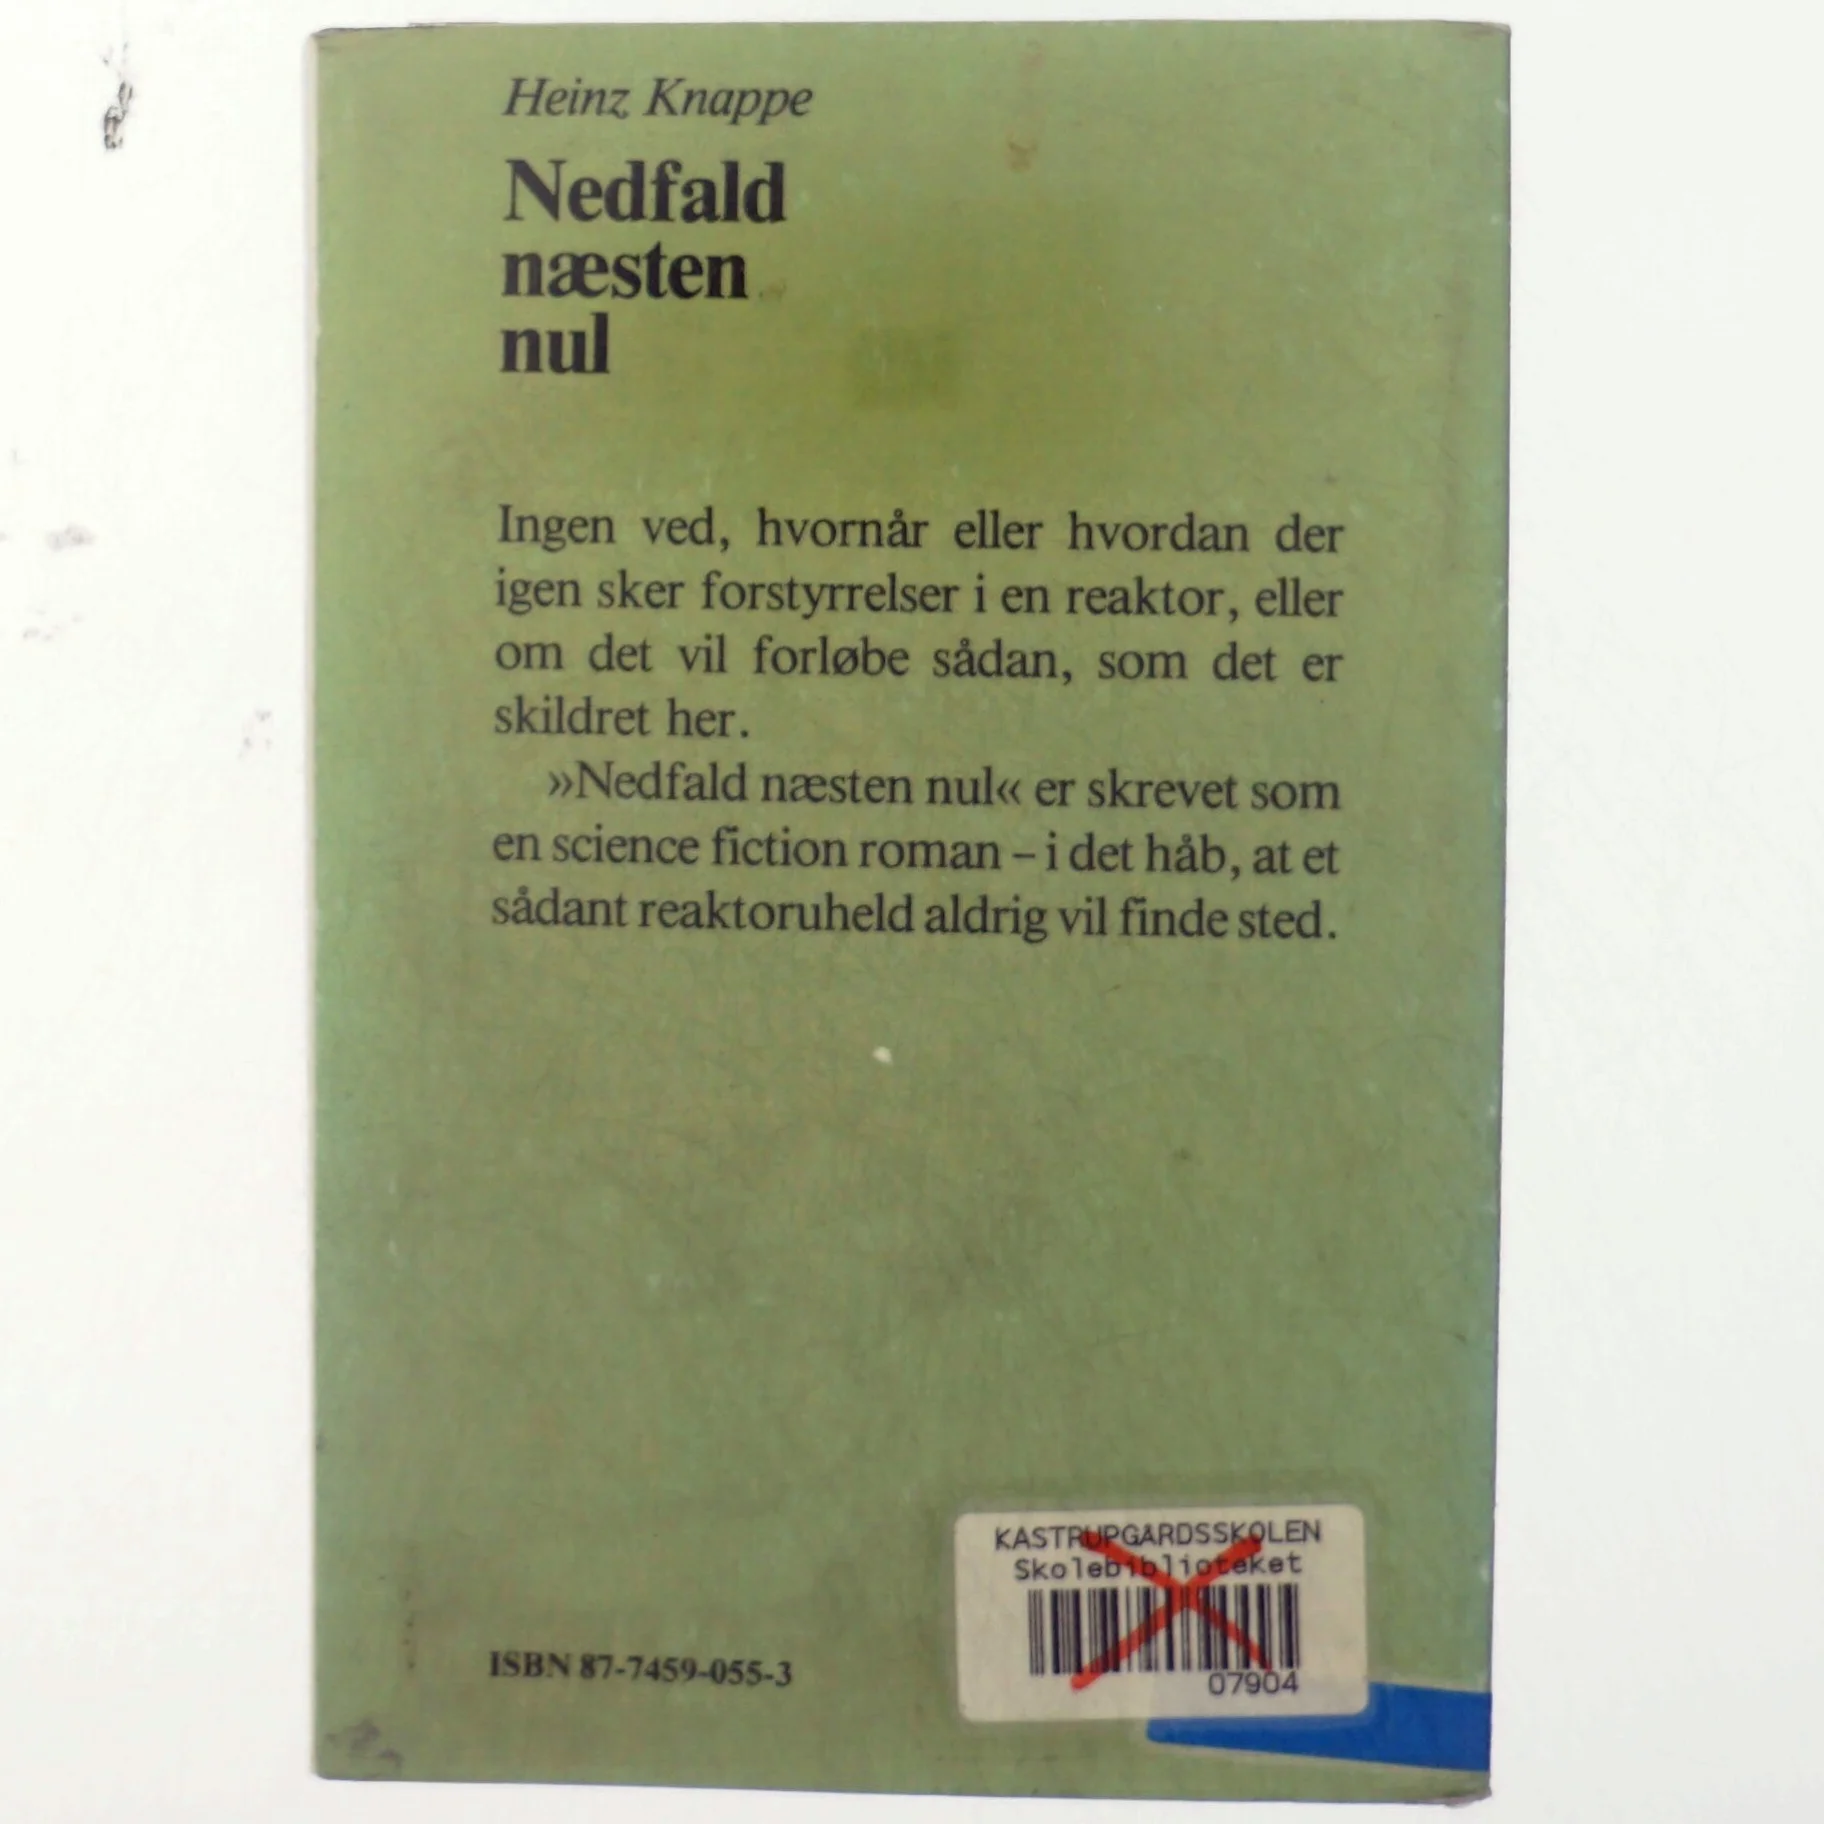 Heinz Knappe
Nedfald
næsten
nul
Ingen ved, hvornår eller hvordan der
igen sker forstyrrelser i en reaktor, eller
om det vil forløbe sådan, som det er
skildret her.
»Nedfald næsten nul« er skrevet som
en science fiction roman – i det håb, at et
sådant reaktoruheld aldrig vil finde sted.
KASTRUPGÅRDSSKOLEN
Skolebiblioteket
07904
ISBN 87-7459-055-3